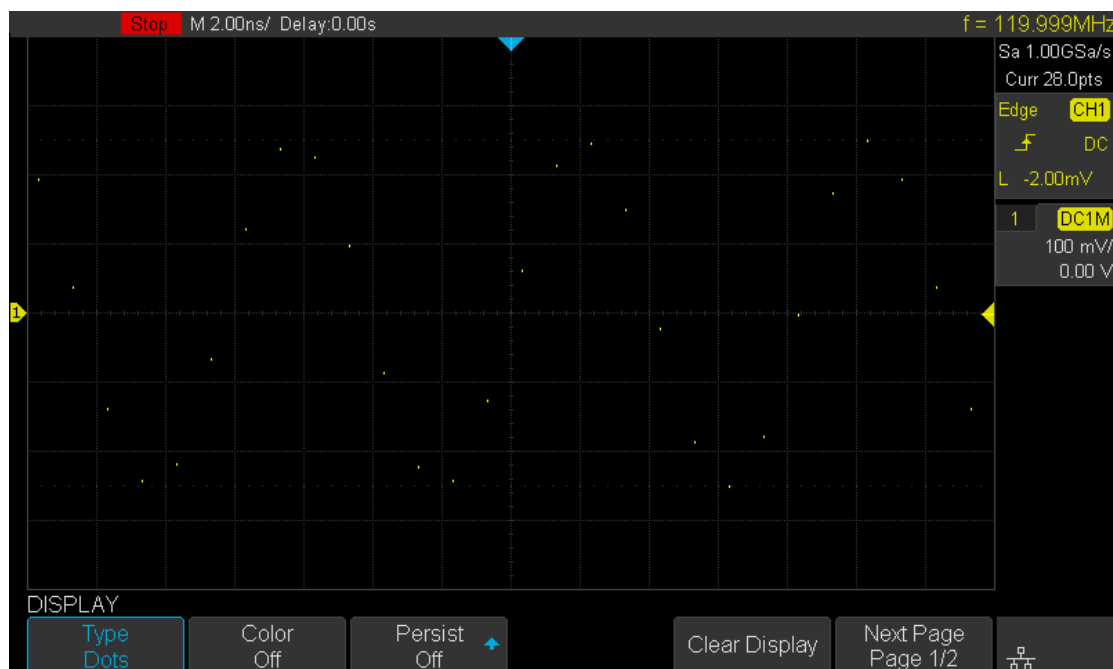 Stop M 2.00ns/ Delay:0.00s f = 119.999MHz
Sa 1.00GSa/s
Curr 28.0pts
Edge CH1
DC
L -2.00mV
1 DC1M
100 mV/
0.00 V
1
DISPLAY
Type Color Persist Clear Display Next Page
Dots Off Off Page 1/2